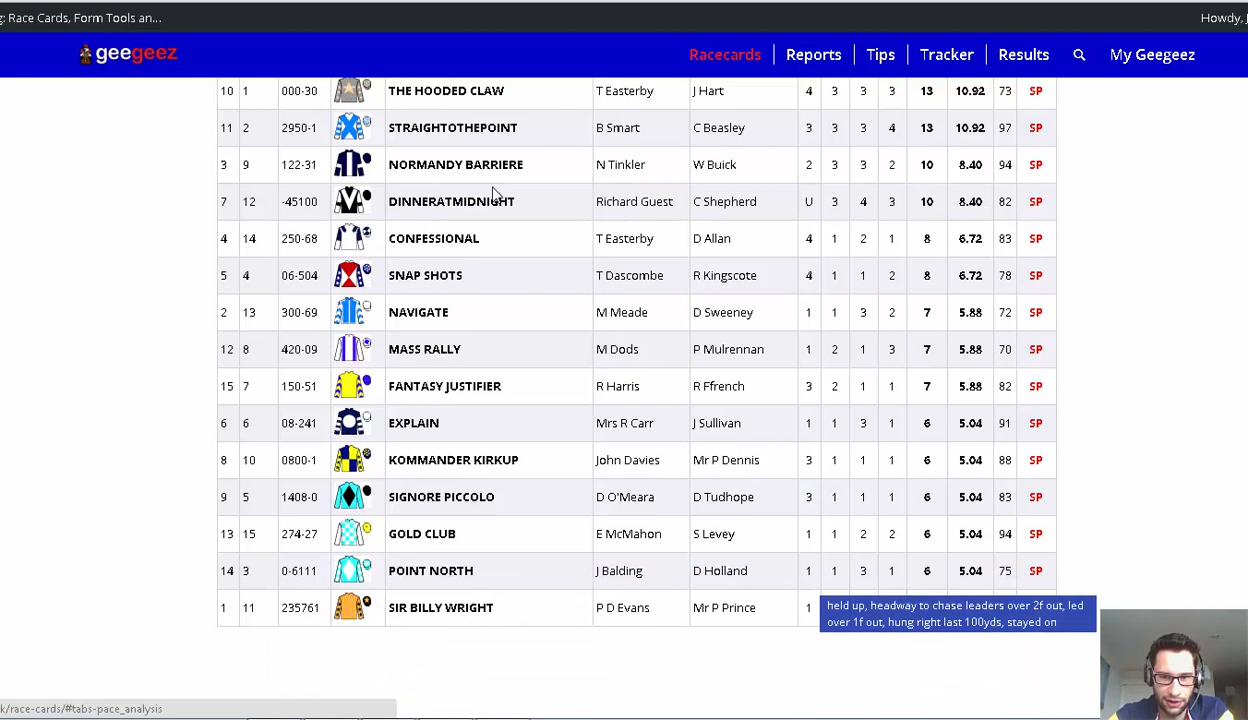 g: Race Cards, Form Tools an...
Howdy, J
geegeez
Racecards Reports Tips Tracker Results My Geegeez
10 1 000-30 THE HOODED CLAW T Easterby J Hart 4 3 3 3 13 10.92 73 SP
11 2 2950-1 STRAIGHTOTHEPOINT B Smart C Beasley 3 3 3 4 13 10.92 97 SP
3 9 122-31 NORMANDY BARRIERE N Tinkler W Buick 2 3 3 2 10 8.40 94 SP
7 12 -45100 DINNERATMIDNIGHT Richard Guest C Shepherd U 3 4 3 10 8.40 82 SP
4 14 250-68 CONFESSIONAL T Easterby D Allan 4 1 2 1 8 6.72 83 SP
5 4 06-504 SNAP SHOTS T Dascombe R Kingscote 4 1 1 2 8 6.72 78 SP
2 13 300-69 NAVIGATE M Meade D Sweeney 1 1 3 2 7 5.88 72 SP
12 8 420-09 MASS RALLY M Dods P Mulrennan 1 2 1 3 7 5.88 70 SP
15 7 150-51 FANTASY JUSTIFIER R Harris R Ffrench 3 2 1 1 7 5.88 82 SP
6 6 08-241 EXPLAIN Mrs R Carr J Sullivan 1 1 3 1 6 5.04 91 SP
8 10 0800-1 KOMMANDER KIRKUP John Davies Mr P Dennis 3 1 1 1 6 5.04 88 SP
9 5 1408-0 SIGNORE PICCOLO D O'Meara D Tudhope 3 1 1 1 6 5.04 83 SP
13 15 274-27 GOLD CLUB E McMahon S Levey 1 1 2 2 6 5.04 94 SP
14 3 0-6111 POINT NORTH J Balding D Holland 1 1 3 1 6 5.04 75 SP
1 11 235761 SIR BILLY WRIGHT P D Evans Mr P Prince 1
held up, headway to chase leaders over 2f out, led
over 1f out, hung right last 100yds, stayed on
k/race-cards/#tabs-pace_analysis